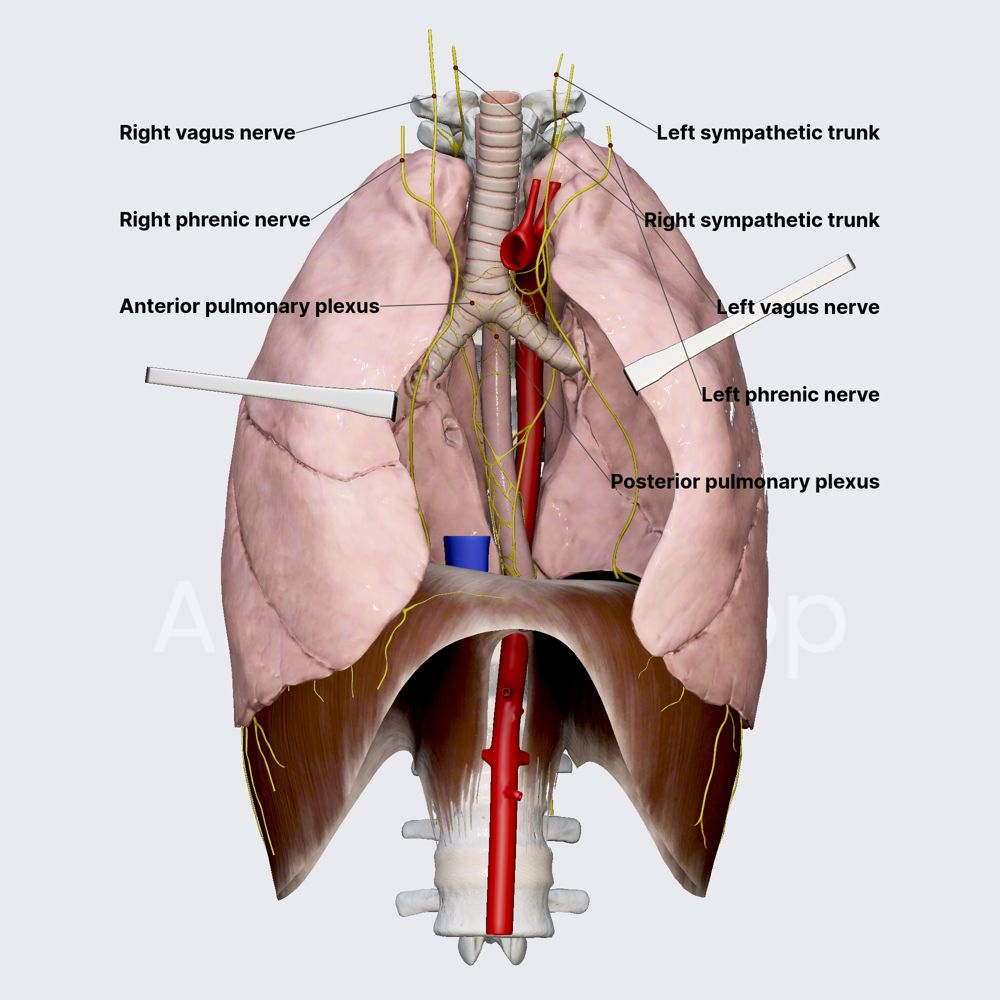 Right vagus nerve
Left sympathetic trunk
Right phrenic nerve
Right sympathetic trunk
Anterior pulmonary plexus
Left vagus nerve
Left phrenic nerve
Posterior pulmonary plexus